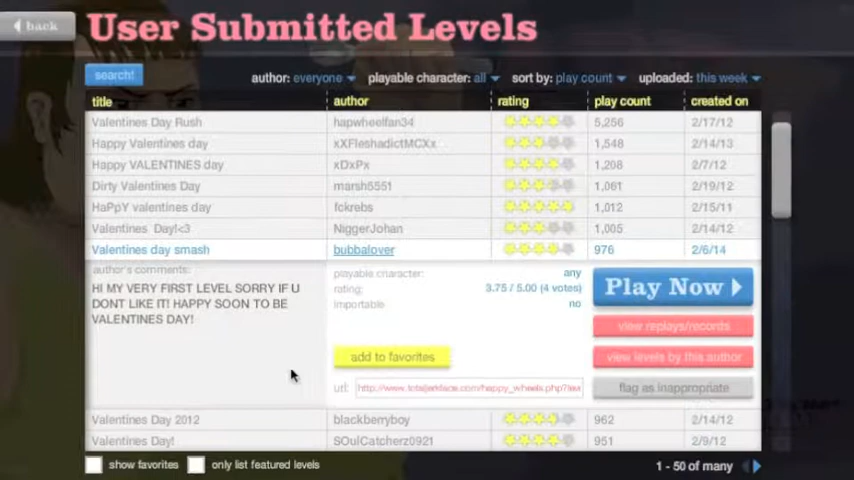 back
User Submitted Levels
search!
author: everyone playable character: all sort by: play count uploaded: this week
title author rating play count created on
Valentines Day Rush hapwheelfan34 5,256 2/17/12
Happy Valentines day xXFleshadictMCXx 1,548 2/14/13
Happy VALENTINES day xDxPx 1,208 2/7/12
Dirty Valentines Day marsh5551 1,061 2/19/12
HaPpY valentines day fckrebs 1,012 2/15/11
Valentines Day!<3 NiggerJohan 1,005 2/14/12
Valentines day smash bubbalover 976 2/6/14
author's comments:
HI MY VERY FIRST LEVEL SORRY IF U
DONT LIKE IT! HAPPY SOON TO BE
VALENTINES DAY!
playable character: any
rating: 3.75 / 5.00 (4 votes)
importable no
add to favorites
url: http://www.totaljerkface.com/happy_wheels.php?
Play Now
view replays/records
view levels by this author
flag as inappropriate
Valentines Day 2012 blackberryboy 962 2/14/12
Valentines Day! SOulCatcherz0921 951 2/9/12
show favorites only list featured levels 1 - 50 of many